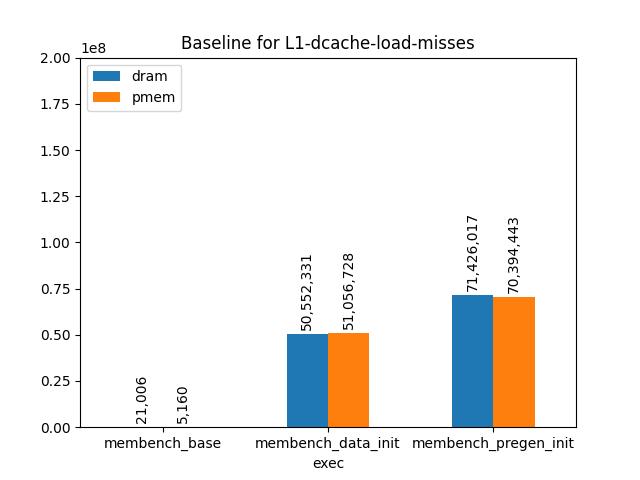 Baseline for L1-dcache-load-misses
1e8
2.00
1.75
1.50
1.25
1.00
0.75
0.50
0.25
0.00
dram
pmem
21,006
5,160
50,552,331
51,056,728
71,426,017
70,394,443
membench_base
membench_data_init
membench_pregen_init
exec